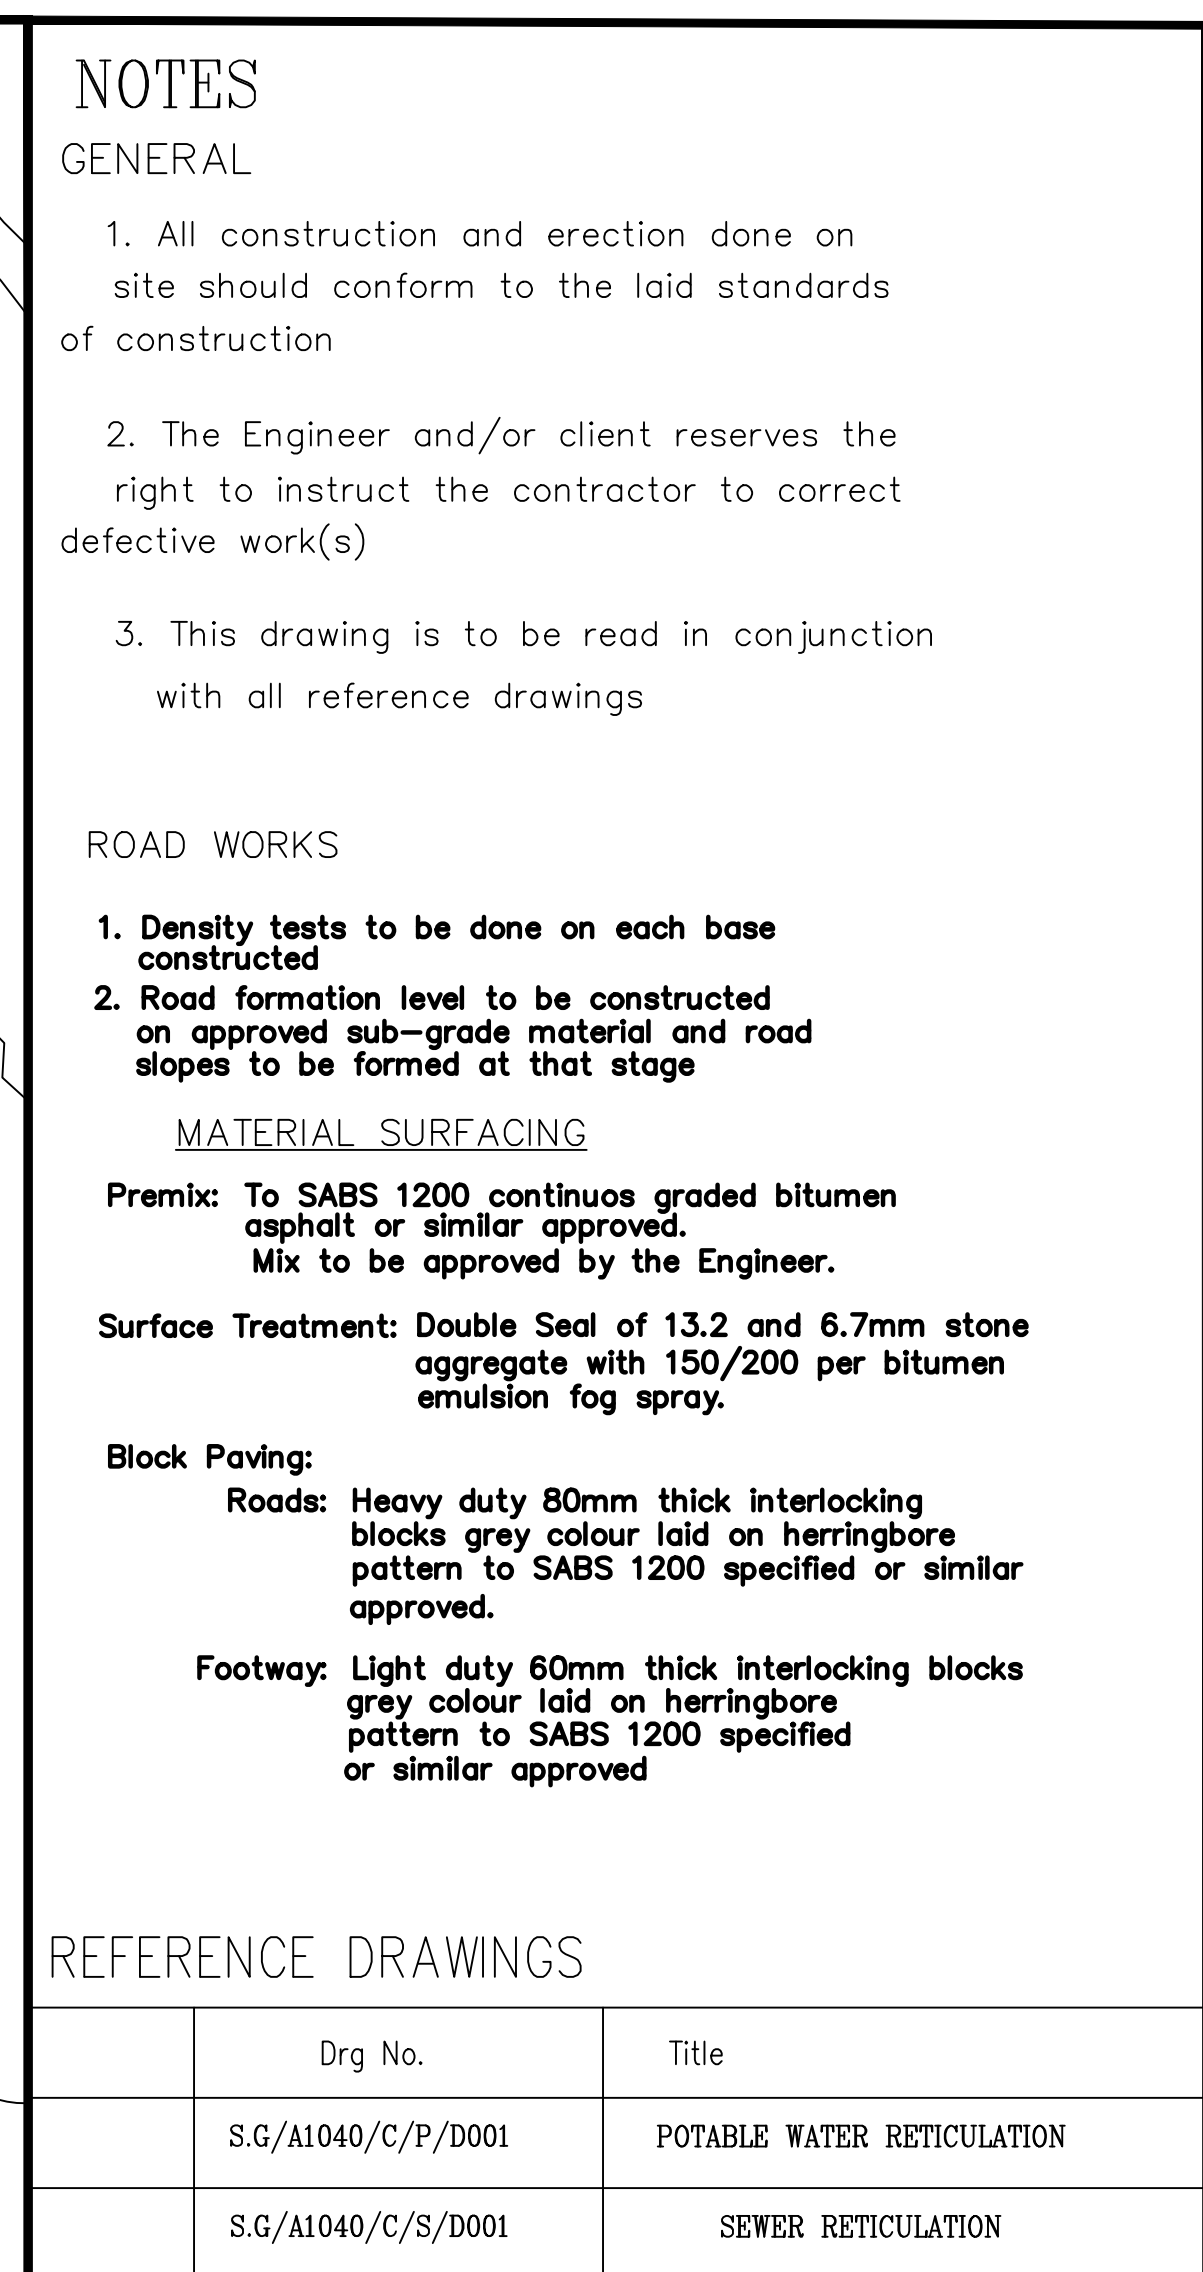 NOTES
GENERAL
1. All construction and erection done on
site should conform to the laid standards
of construction
2. The Engineer and/or client reserves the
right to instruct the contractor to correct
defective work(s)
3. This drawing is to be read in conjunction
with all reference drawings
ROAD WORKS
1. Density tests to be done on each base
constructed
2. Road formation level to be constructed
on approved sub-grade material and road
slopes to be formed at that stage
MATERIAL SURFACING
Premix: To SABS 1200 continuos graded bitumen
asphalt or similar approved.
Mix to be approved by the Engineer.
Surface Treatment: Double Seal of 13.2 and 6.7mm stone
aggregate with 150/200 per bitumen
emulsion fog spray.
Block Paving:
Roads: Heavy duty 80mm thick interlocking
blocks grey colour laid on herringbore
pattern to SABS 1200 specified or similar
approved.
Footway: Light duty 60mm thick interlocking blocks
grey colour laid on herringbore
pattern to SABS 1200 specified
or similar approved
REFERENCE DRAWINGS
Drg No. Title
S.G/A1040/C/P/D001 POTABLE WATER RETICULATION
S.G/A1040/C/S/D001 SEWER RETICULATION